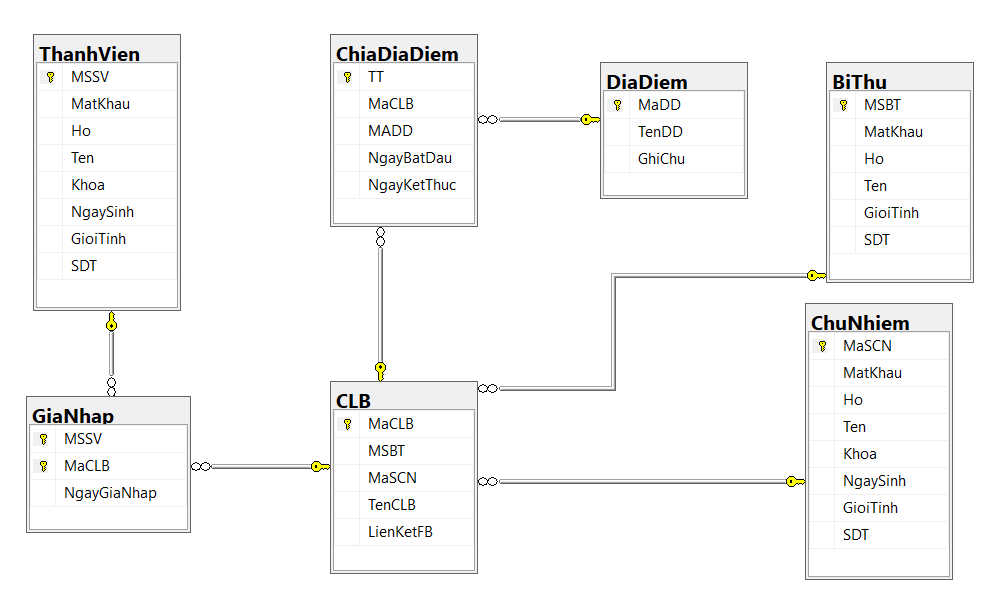 ThanhVien
MSSV
MatKhau
Ho
Ten
Khoa
NgaySinh
GioiTinh
SDT
ChiaDiaDiem
TT
MaCLB
MADD
NgayBatDau
NgayKetThuc
DiaDiem
MaDD
TenDD
GhiChu
BiThu
MSBT
MatKhau
Ho
Ten
GioiTinh
SDT
ChuNhiem
MaSCN
MatKhau
Ho
Ten
Khoa
NgaySinh
GioiTinh
SDT
GiaNhap
MSSV
MaCLB
NgayGiaNhap
CLB
MaCLB
MSBT
MaSCN
TenCLB
LienKetFB